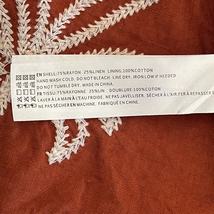 EN SHELL:75%RAYON 25%LINEN LINING:100%COTTON
HAND WASH COLD. DO NOT BLEACH. LINE DRY. IRON LOW IF NEEDED
DO NOT TUMBLE DRY. MADE IN CHINA.
FR TISSU:75%RAYONNE 25%LIN DOUBLURE:100%COTON
LAVER À LA MAIN À L'EAU FROIDE. NE PAS JAVELLISER. SÉCHER À L'AIR. FER À REPASSER
NE PAS SÉCHER EN MACHINE. FABRIQUÉ EN CHINE.